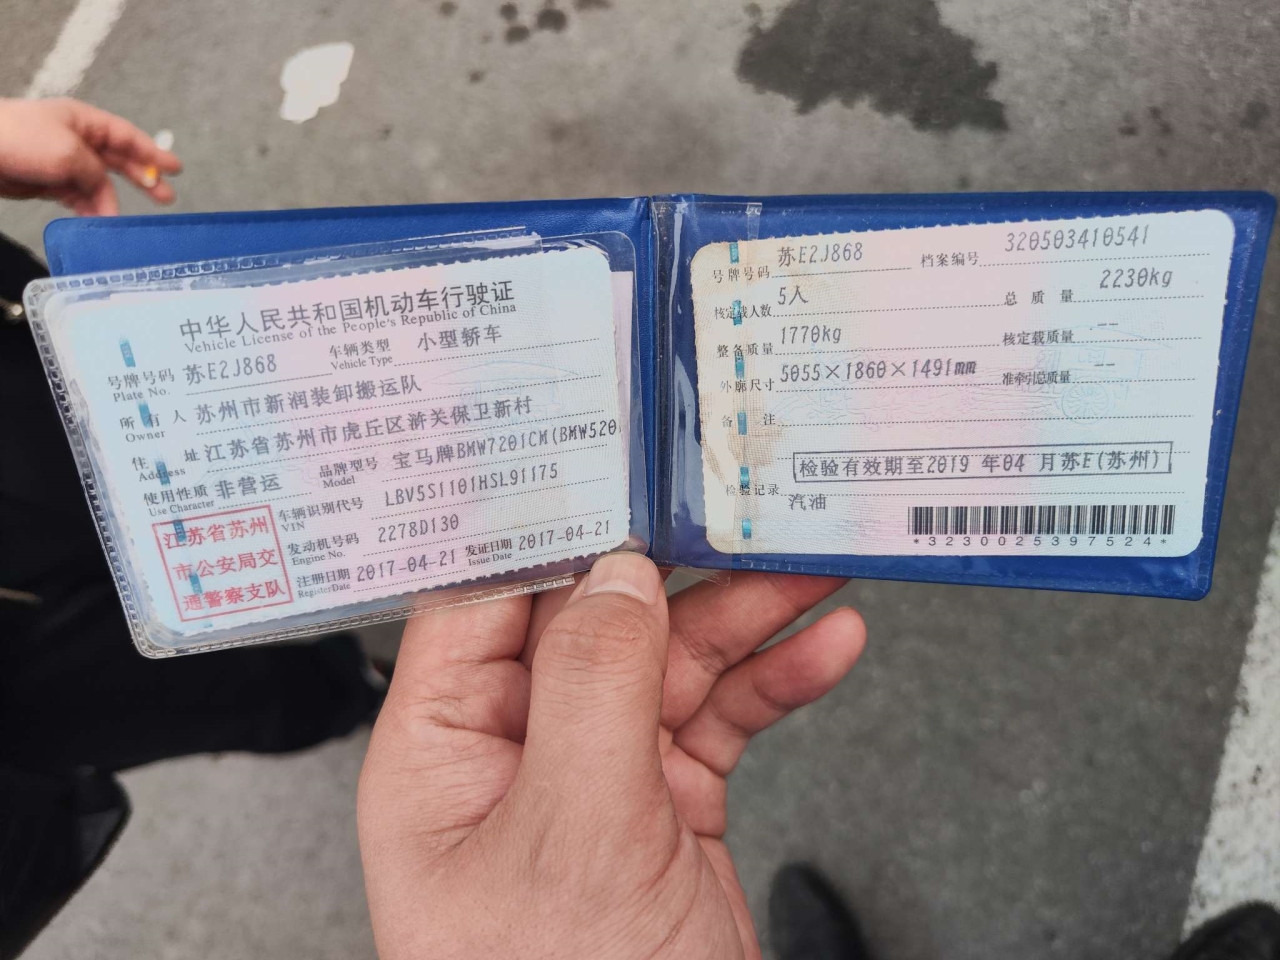 中华人民共和国机动车行驶证
Vehicle License of the People's Republic of China
号牌号码 苏E2J868 车辆类型 小型轿车
Plate No. Vehicle Type
所有人 苏州市新润装卸搬运队
Owner
住址 江苏省苏州市虎丘区浒关保卫新村
Address
使用性质 非营运 品牌型号 宝马牌BMW7201CM(BMW520
Use Character Model
江苏省苏州
市公安局交
通警察支队
车辆识别代号 LBV5S1101HSL91175
VIN
发动机号码 2278D130
Engine No.
注册日期 2017-04-21 发证日期 2017-04-21
Register Date Issue Date
号牌号码 苏E2J868 档案编号 320503410541
核定载人数 5人 总质量 2230kg
整备质量 1770kg 核定载质量 --
外廓尺寸 5055×1860×1491mm 准牵引总质量 --
备注
检验有效期至2019 年04 月苏E(苏州)
检验记录
汽油
*3230025397524*